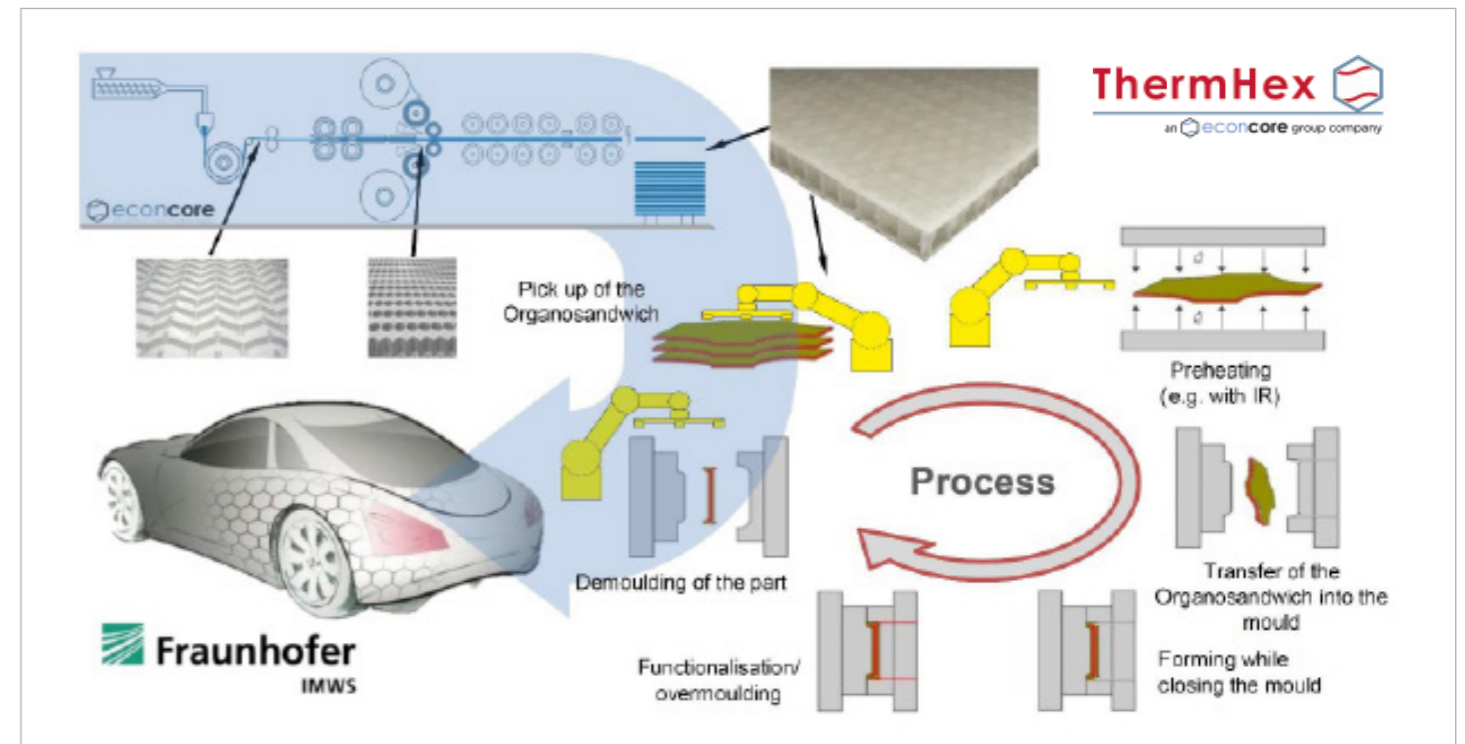 ThermHex
an econcore group company
econcore
Pick up of the
Organosandwich
Preheating
(e.g. with IR)
Process
Transfer of the
Organosandwich into the
mould
Demoulding of the part
Functionalisation/
overmoulding
Forming while
closing the mould
Fraunhofer
IMWS